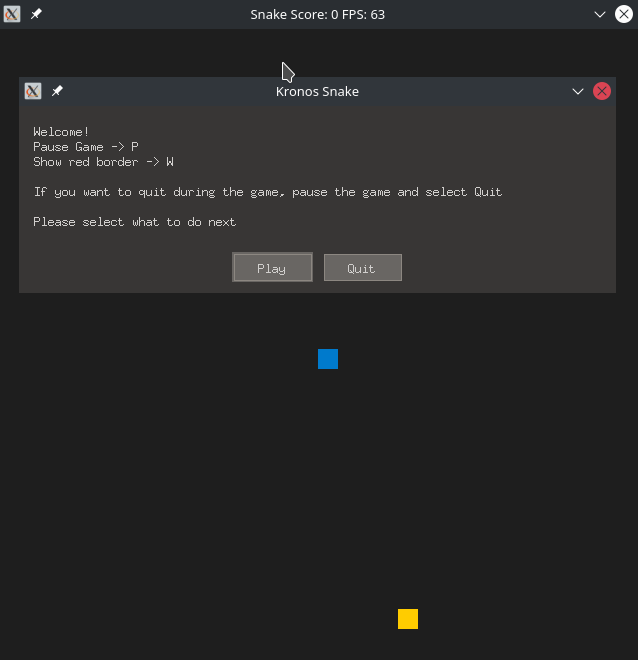 Snake Score: 0 FPS: 63
Kronos Snake
Welcome!
Pause Game -> P
Show red border -> W
If you want to quit during the game, pause the game and select Quit
Please select what to do next
Play Quit